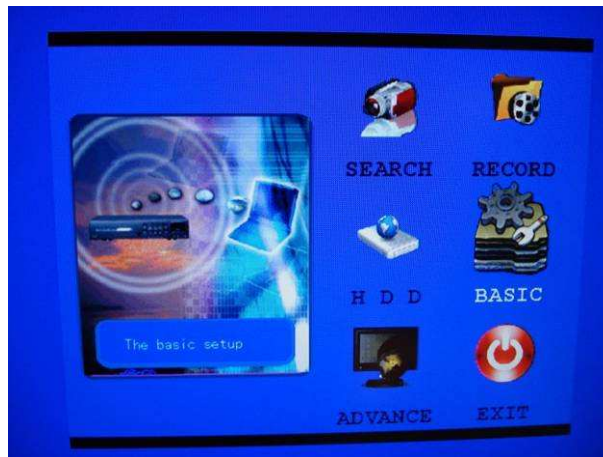 SEARCH RECORD
H D D BASIC
The basic setup
ADVANCE EXIT